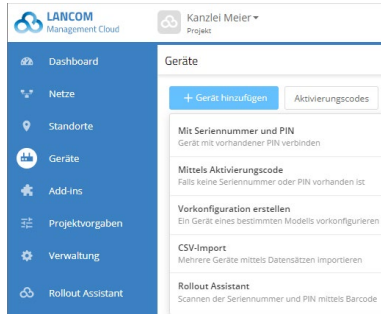 LANCOM
Management Cloud
Kanzlei Meier
Projekt
Dashboard
Netze
Standorte
Geräte
Add-ins
Projektvorgaben
Verwaltung
Rollout Assistant
Geräte
+ Gerät hinzufügen
Aktivierungscodes
Mit Seriennummer und PIN
Gerät mit vorhandener PIN verbinden
Mittels Aktivierungscode
Falls keine Seriennummer oder PIN vorhanden ist
Vorkonfiguration erstellen
Ein Gerät eines bestimmten Modells vorkonfigurieren
CSV-Import
Mehrere Geräte mittels Datensätzen importieren
Rollout Assistant
Scannen der Seriennummer und PIN mittels Barcode